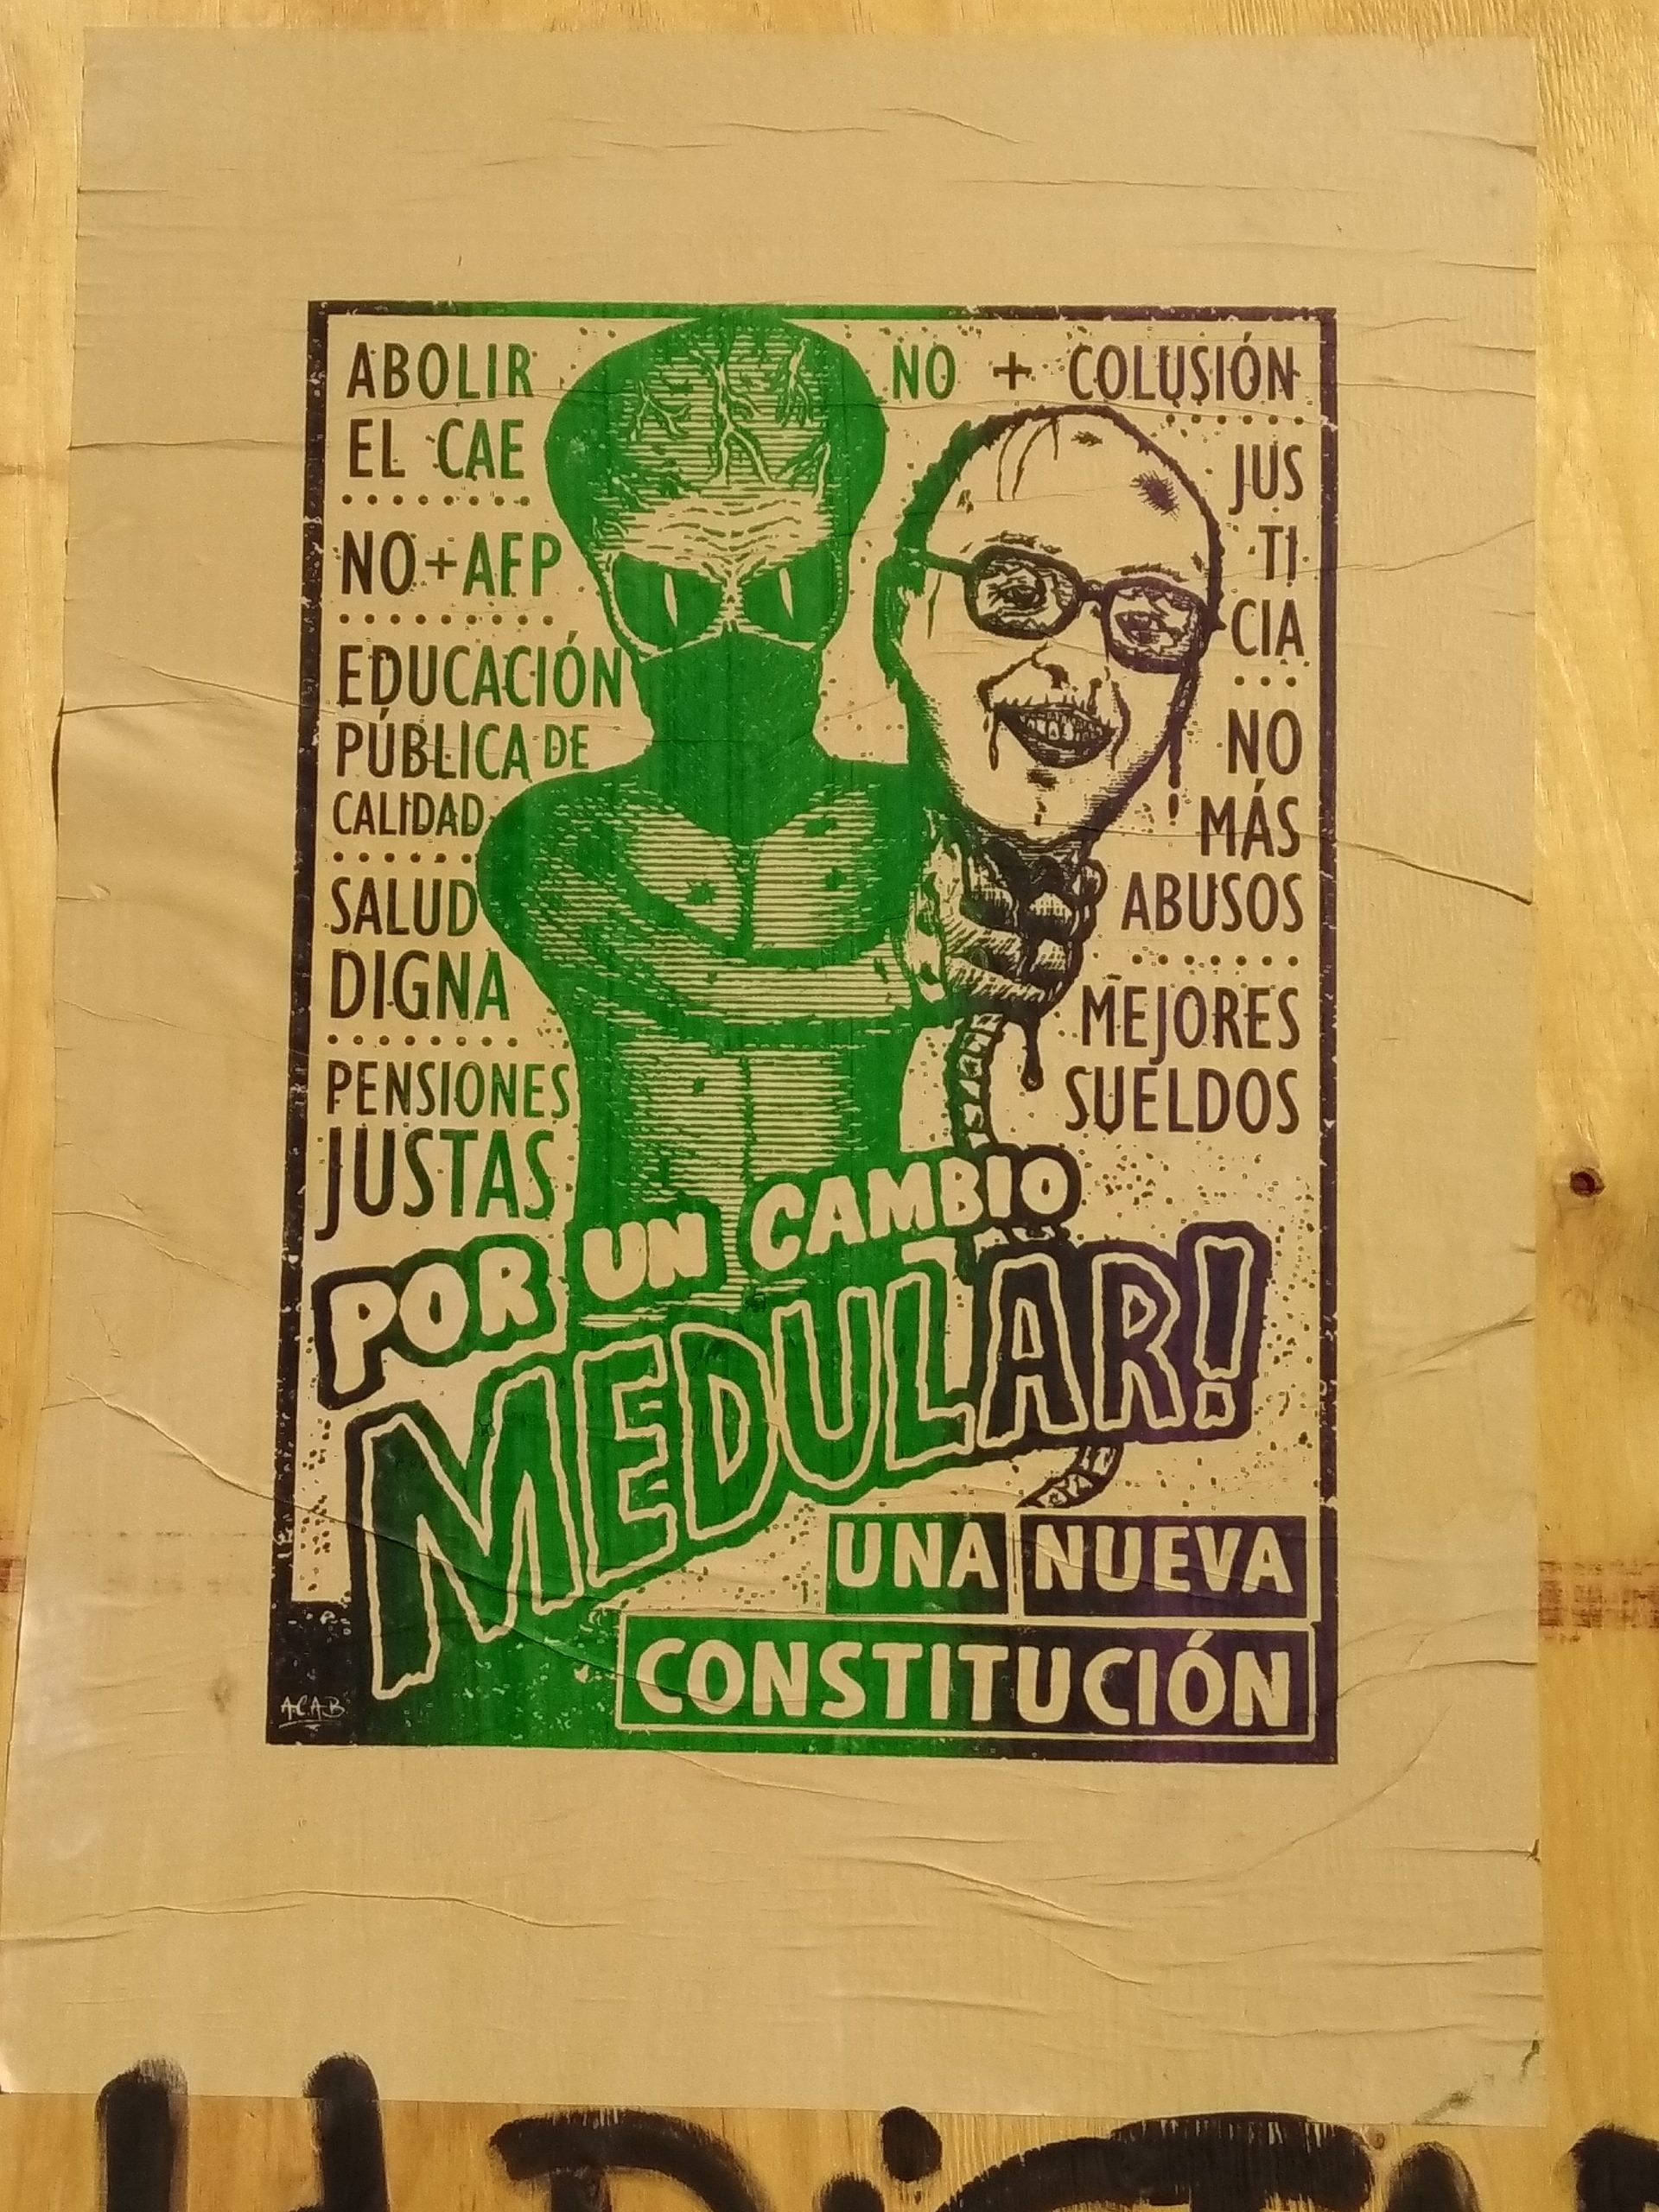 ABOLIR
EL CAE
NO + AFP
EDUCACIÓN
PÚBLICA DE
CALIDAD
SALUD
DIGNA
PENSIONES
JUSTAS
NO + COLUSIÓN
JUS
TI
CIA
NO
MÁS
ABUSOS
MEJORES
SUELDOS
POR UN CAMBIO
MEDULAR!
UNA NUEVA
CONSTITUCIÓN
ACAB